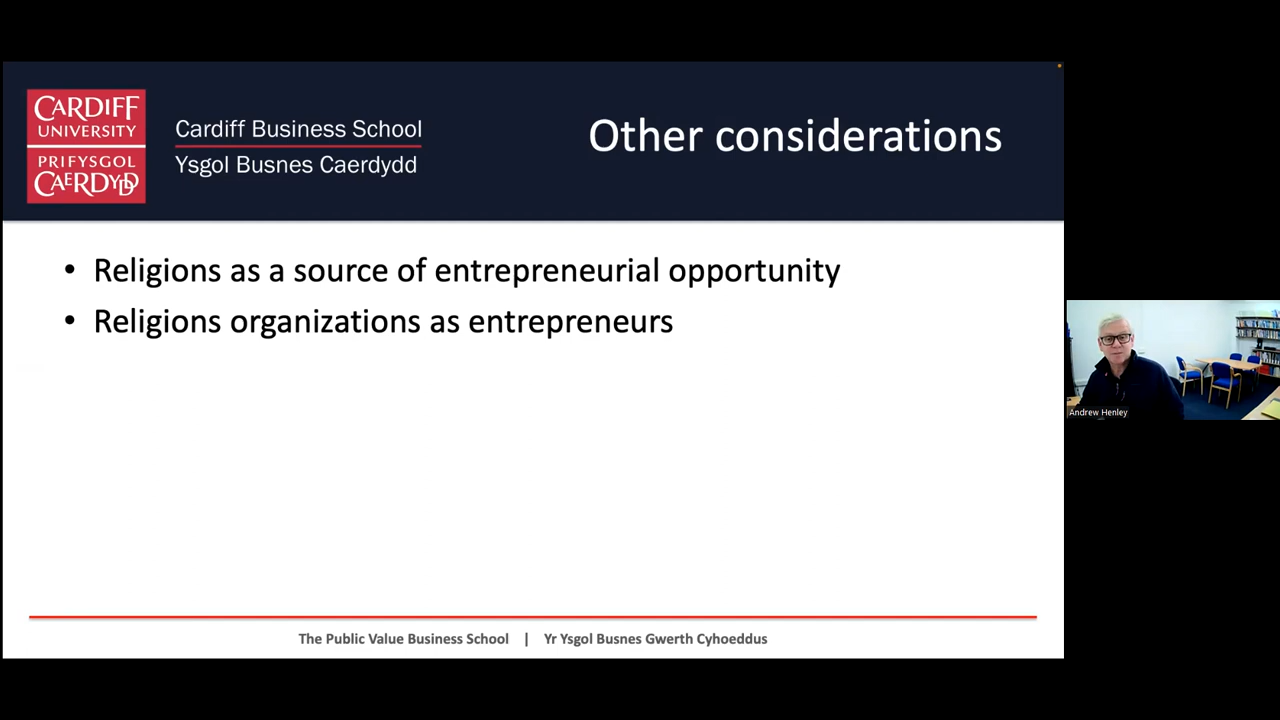 CARDIFF
UNIVERSITY
PRIFYSGOL
CAERDYDD
Cardiff Business School
Ysgol Busnes Caerdydd
Other considerations
• Religions as a source of entrepreneurial opportunity
• Religions organizations as entrepreneurs
Andrew Henley
The Public Value Business School | Yr Ysgol Busnes Gwerth Cyhoeddus